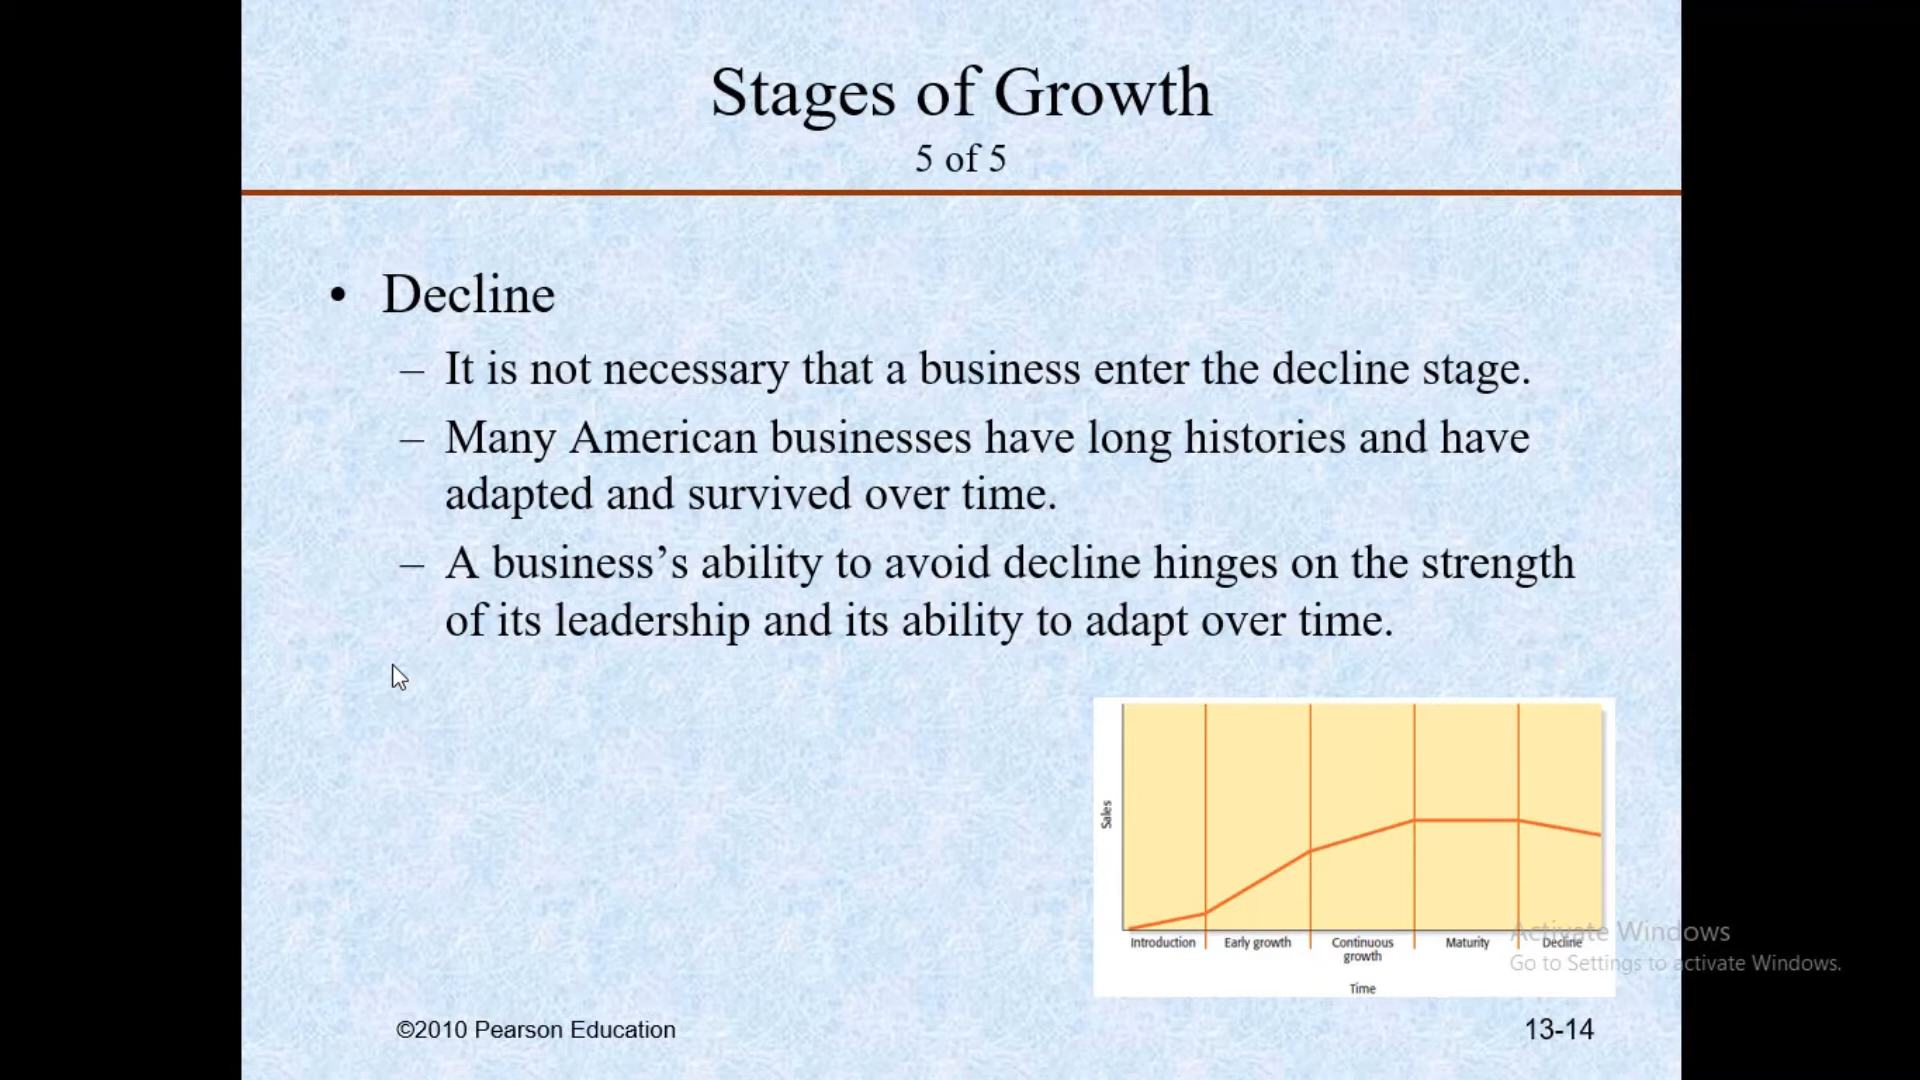 Stages of Growth
5 of 5
• Decline
– It is not necessary that a business enter the decline stage.
– Many American businesses have long histories and have
adapted and survived over time.
– A business’s ability to avoid decline hinges on the strength
of its leadership and its ability to adapt over time.
Sales
Introduction Early growth Continuous growth Maturity Decline
Time
Activate Windows
Go to Settings to activate Windows.
©2010 Pearson Education
13-14